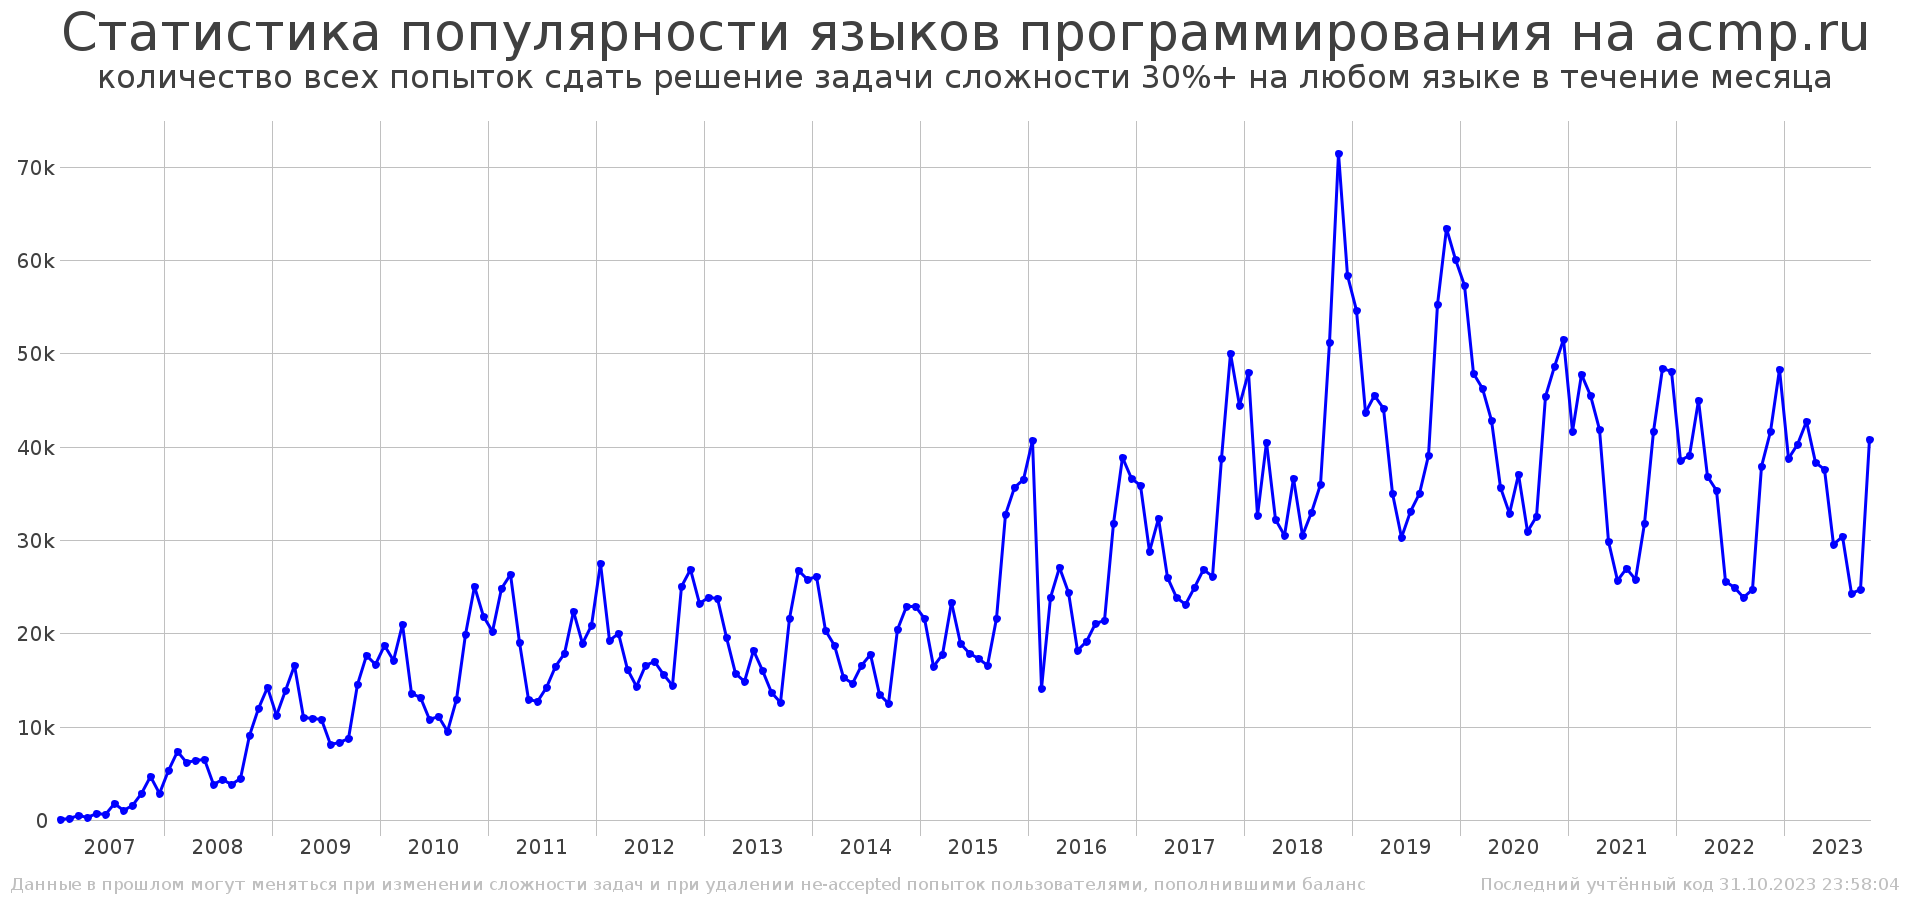 Статистика популярности языков программирования на acmp.ru
количество всех попыток сдать решение задачи сложности 30%+ на любом языке в течение месяца
70k
60k
50k
40k
30k
20k
10k
0
2007 2008 2009 2010 2011 2012 2013 2014 2015 2016 2017 2018 2019 2020 2021 2022 2023
Данные в прошлом могут меняться при изменении сложности задач и при удалении не-accepted попыток пользователями, пополнившими баланс
Последний учтённый код 31.10.2023 23:58:04